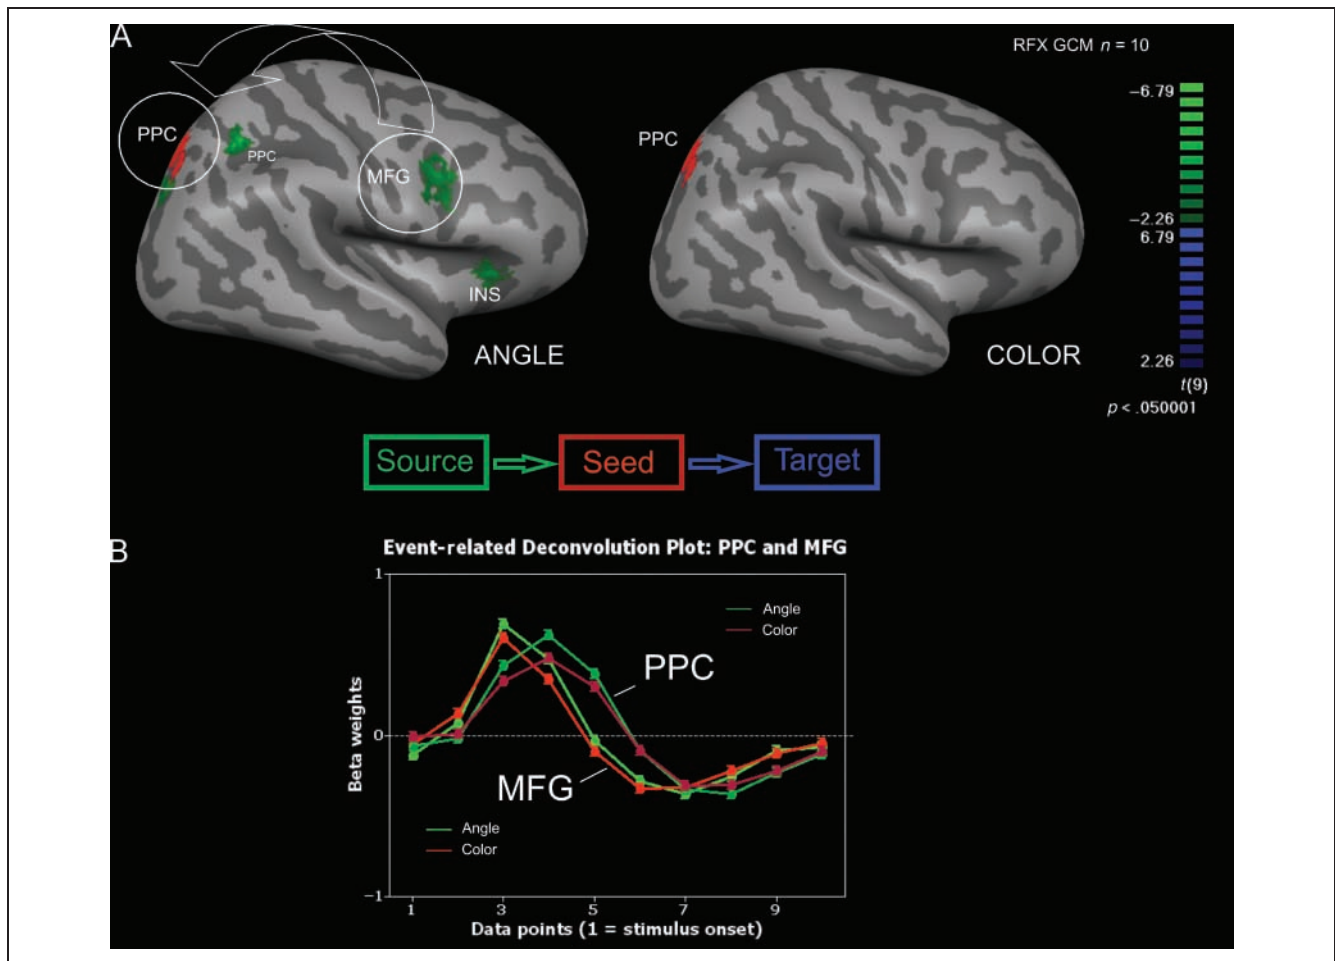 A
RFX GCM n = 10
PPC
PPC
MFG
INS
ANGLE
PPC
COLOR
−6.79
−2.26
6.79
2.26
t(9)
p < .050001
Source
Seed
Target
B
Event-related Deconvolution Plot: PPC and MFG
1
0
−1
Beta weights
Angle
Color
PPC
MFG
Angle
Color
1 3 5 7 9
Data points (1 = stimulus onset)